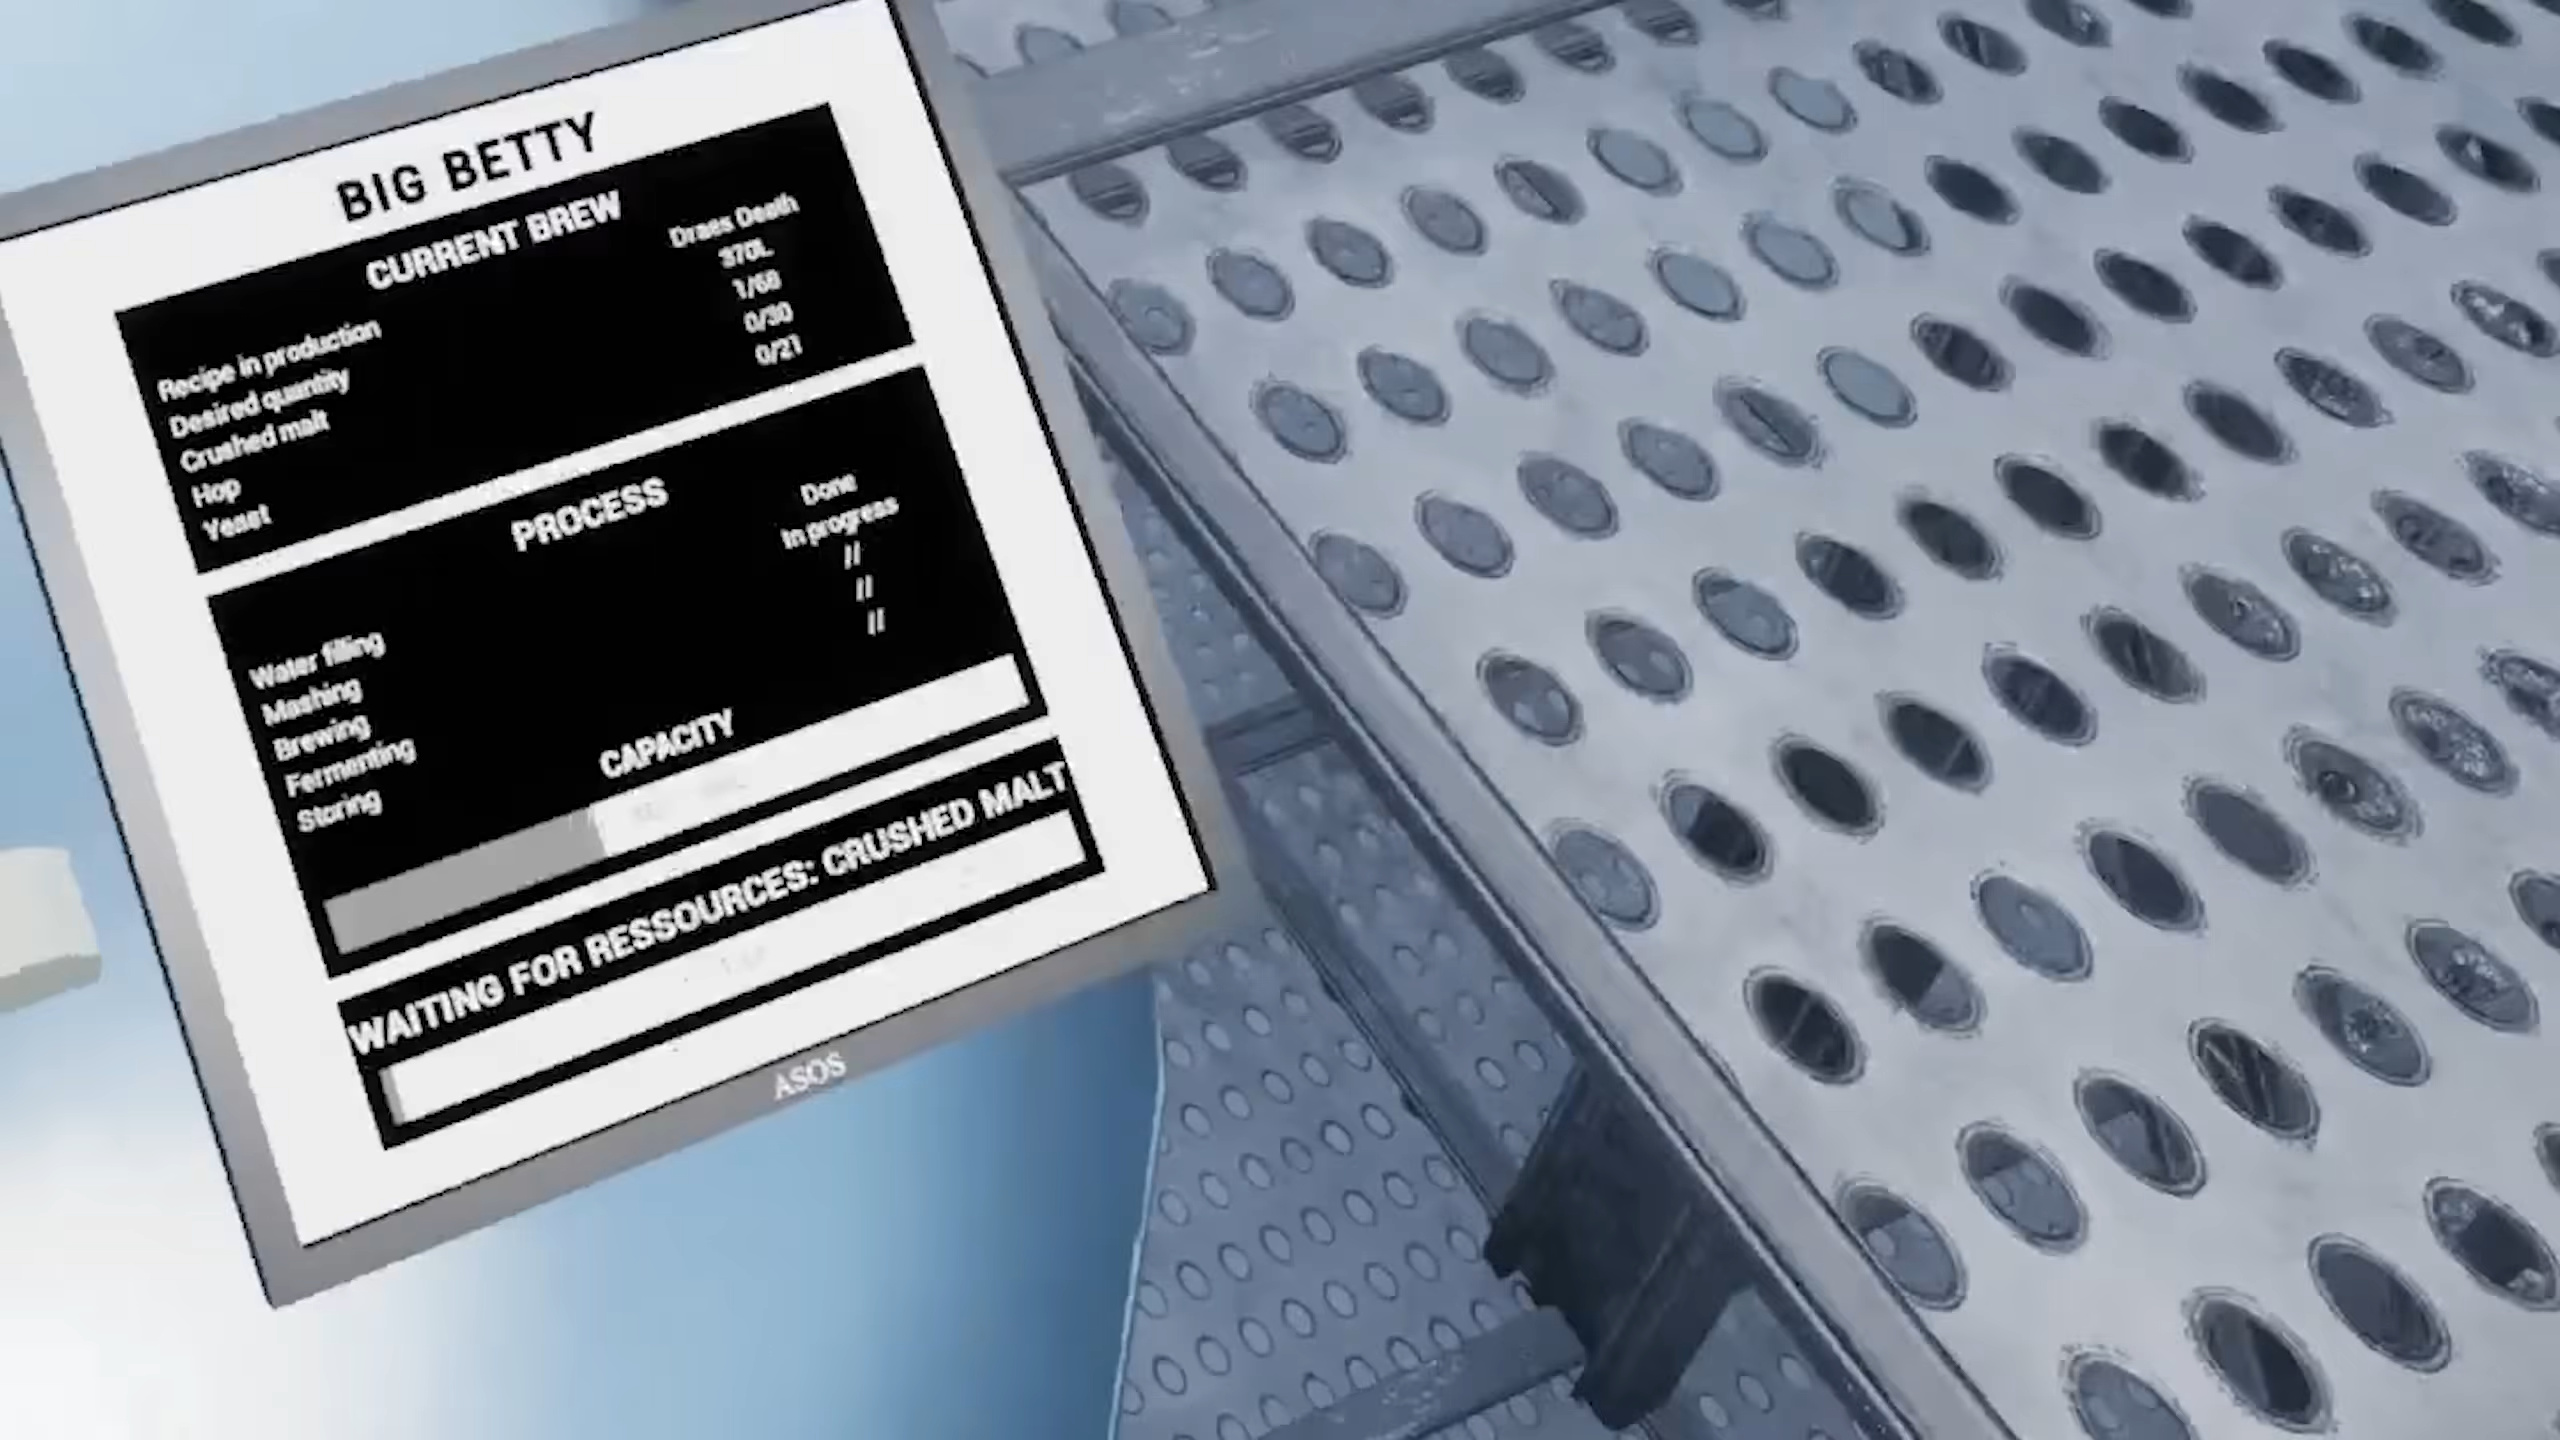 BIG BETTY
CURRENT BREW
Recipe in production Draes Death
Desired quantity 370L
Crushed malt 1/68
Hop 0/30
Yeast 0/21
PROCESS
Water filling Done
Mashing In progress
Brewing //
Fermenting //
Storing //
CAPACITY
WAITING FOR RESSOURCES: CRUSHED MALT
ASOS